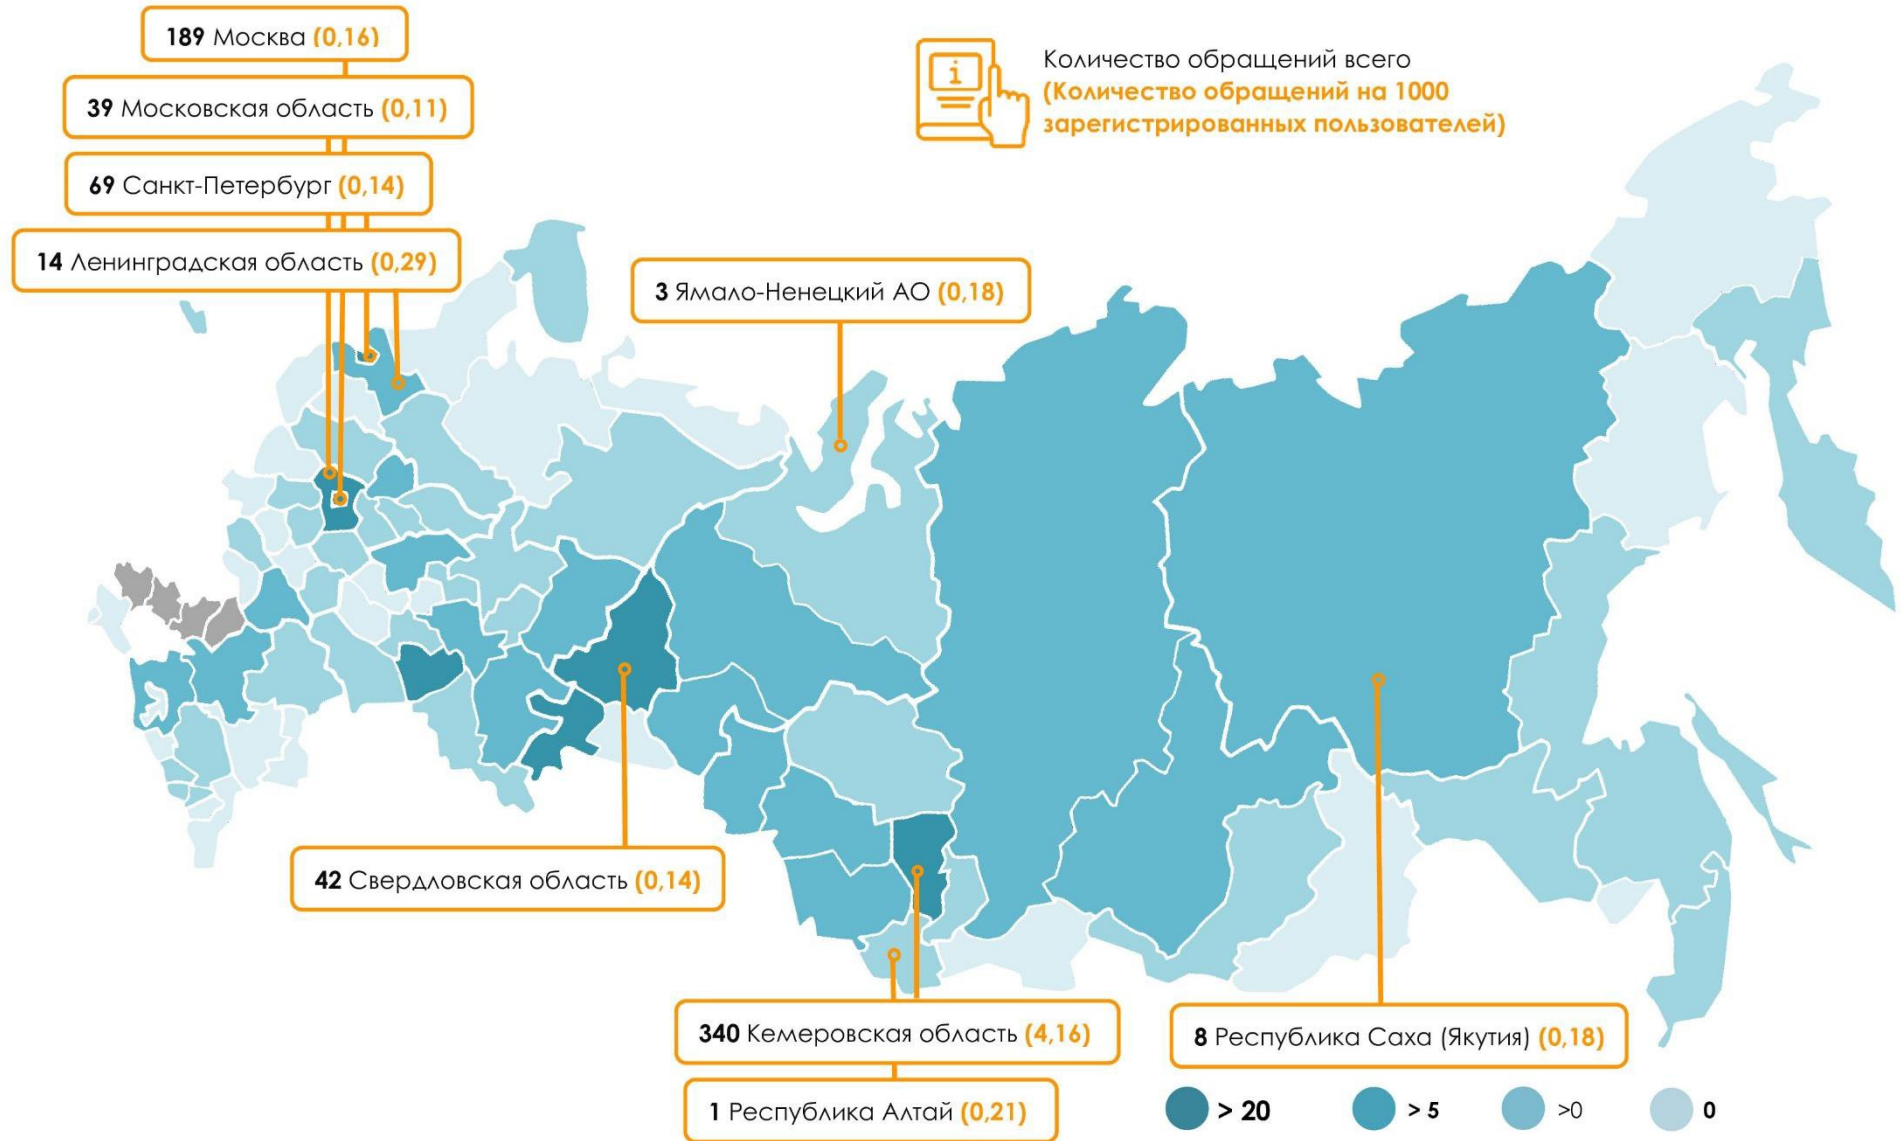 189 Москва (0,16)
39 Московская область (0,11)
69 Санкт-Петербург (0,14)
14 Ленинградская область (0,29)
i
Количество обращений всего
(Количество обращений на 1000
зарегистрированных пользователей)
3 Ямало-Ненецкий АО (0,18)
42 Свердловская область (0,14)
340 Кемеровская область (4,16)
1 Республика Алтай (0,21)
8 Республика Саха (Якутия) (0,18)
> 20
> 5
>0
0